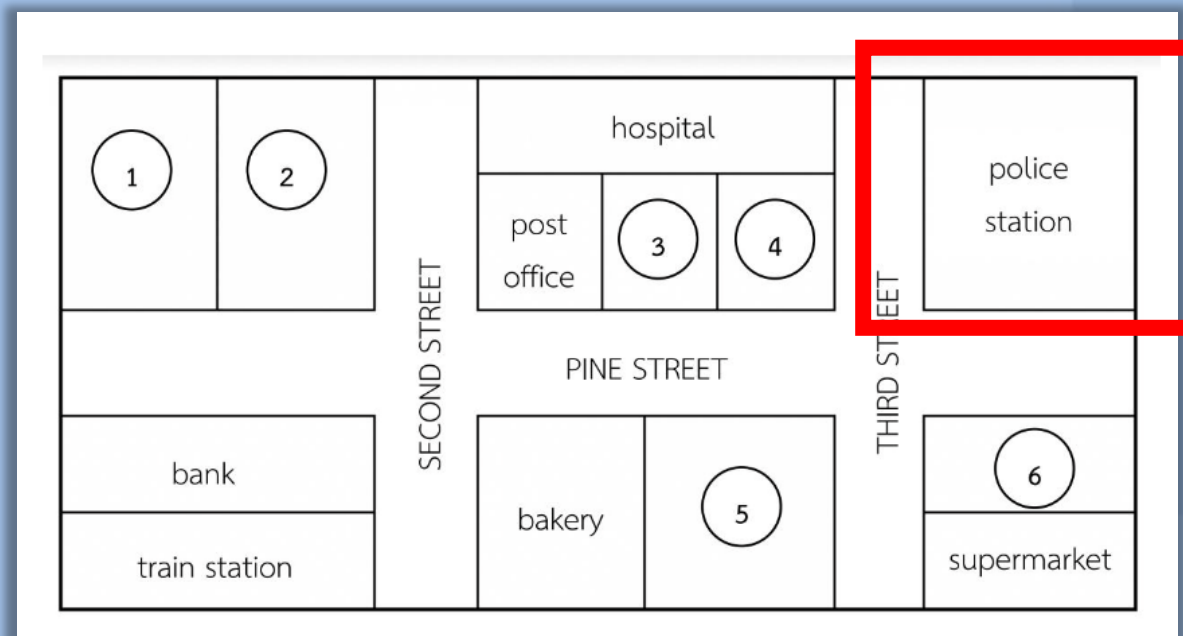 hospital
police
station
1
2
post
office
3
4
SECOND STREET
PINE STREET
THIRD STREET
bank
train station
bakery
5
6
supermarket